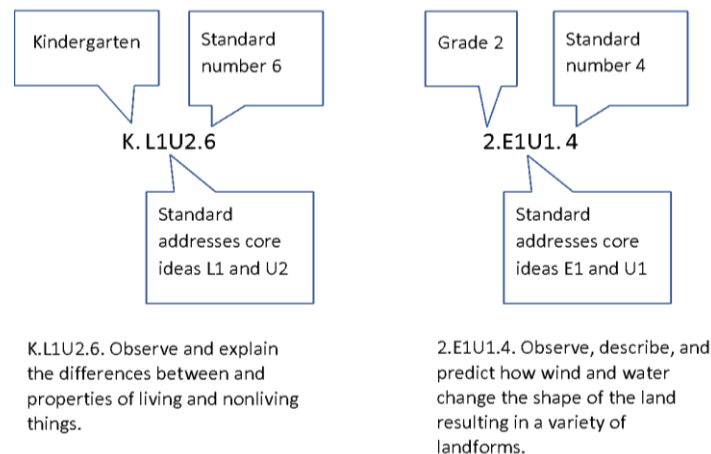 Kindergarten
Standard
number 6
K. L1U2.6
Standard
addresses core
ideas L1 and U2
K.L1U2.6. Observe and explain
the differences between and
properties of living and nonliving
things.
Grade 2
Standard
number 4
2.E1U1. 4
Standard
addresses core
ideas E1 and U1
2.E1U1.4. Observe, describe, and
predict how wind and water
change the shape of the land
resulting in a variety of
landforms.